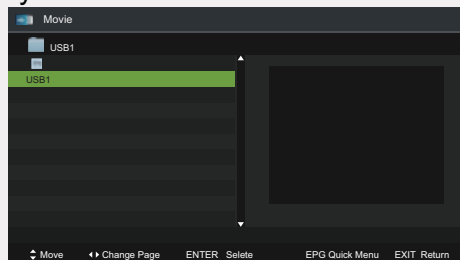 Movie
USB1
USB1
Move Change Page ENTER Selete EPG Quick Menu EXIT Return